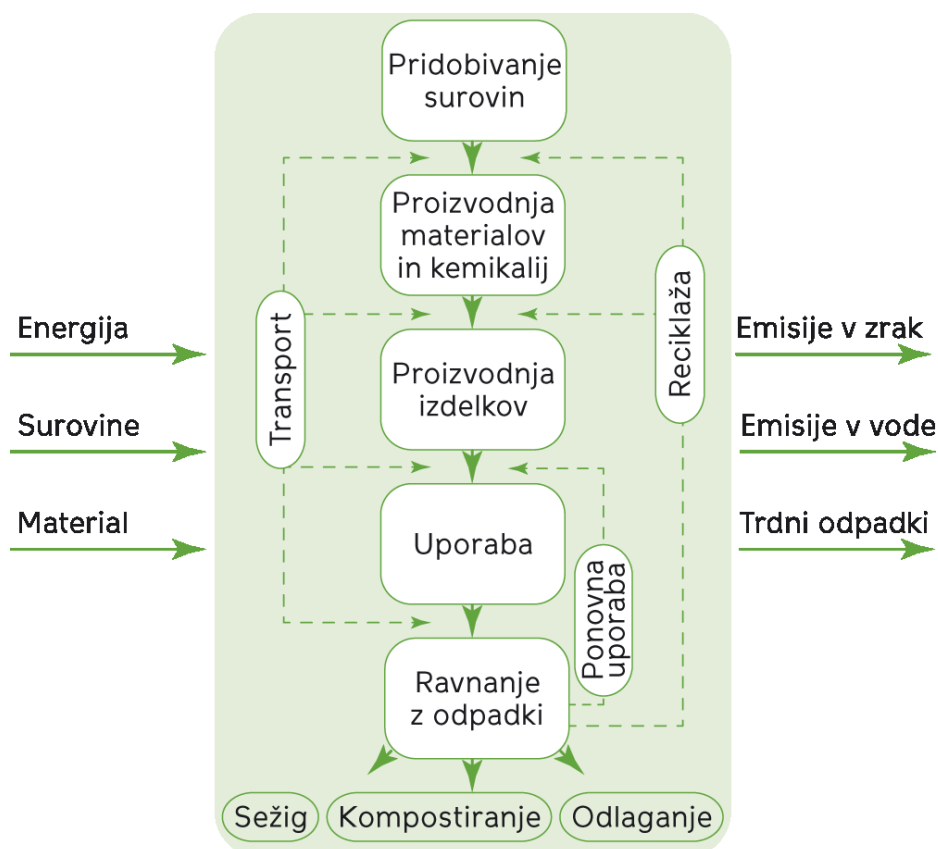 Pridobivanje
surovin
Proizvodnja
materialov
in kemikalij
Energija
Surovine
Material
Transport
Proizvodnja
izdelkov
Reciklaža
Emisije v zrak
Emisije v vode
Trdni odpadki
Uporaba
Ponovna
uporaba
Ravnanje
z odpadki
Sežig
Kompostiranje
Odlaganje